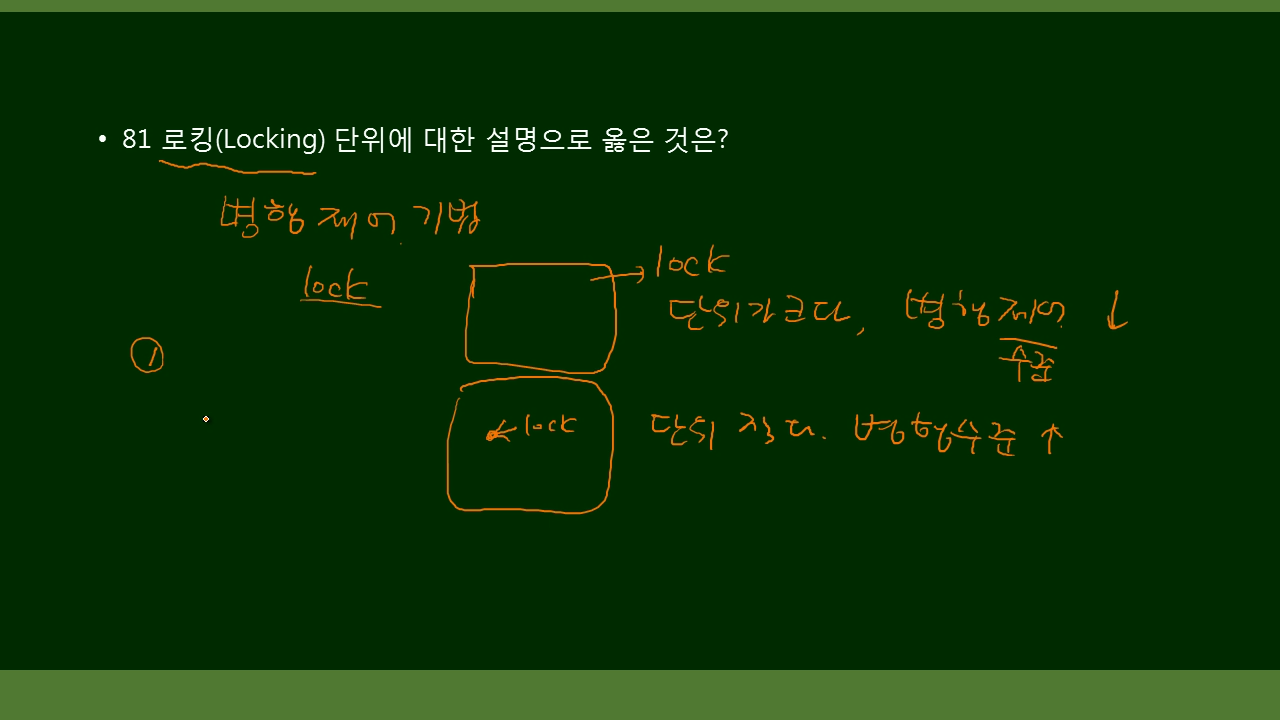 • 81 로킹(Locking) 단위에 대한 설명으로 옳은 것은?
병행 제어 기법
lock
lock
단위가 크다, 병행제어 ↓
수준
①
lock
단위 작다. 병행수준 ↑